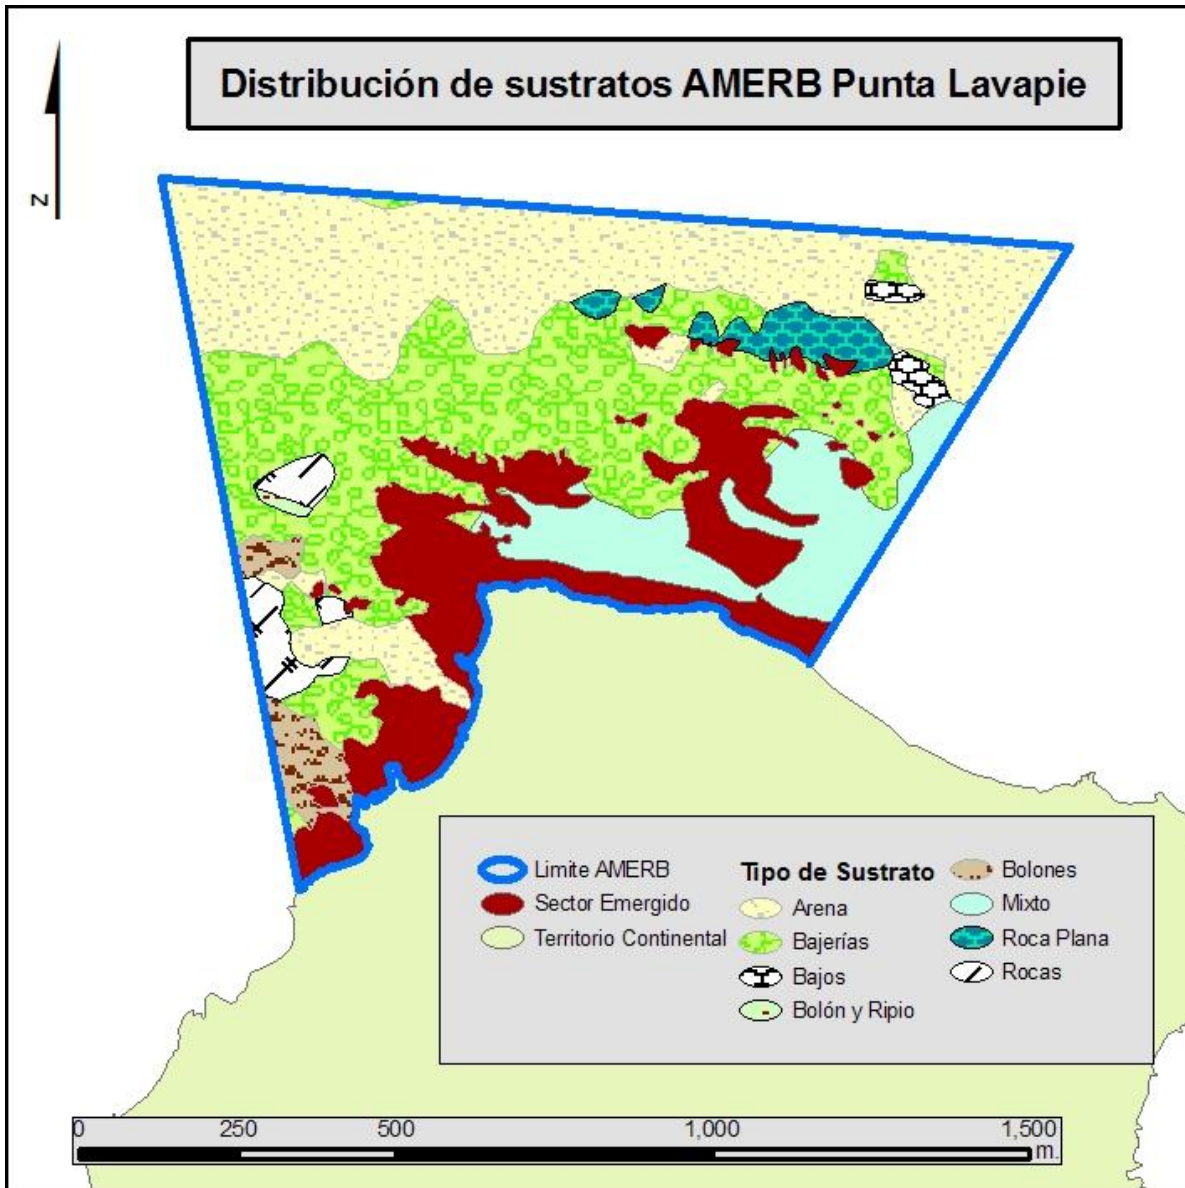 Distribución de sustratos AMERB Punta Lavapie
N
Limite AMERB
Sector Emergido
Territorio Continental
Tipo de Sustrato
Arena
Bajerías
Bajos
Bolón y Ripio
Bolones
Mixto
Roca Plana
Rocas
0 250 500 1,000 1,500
m.